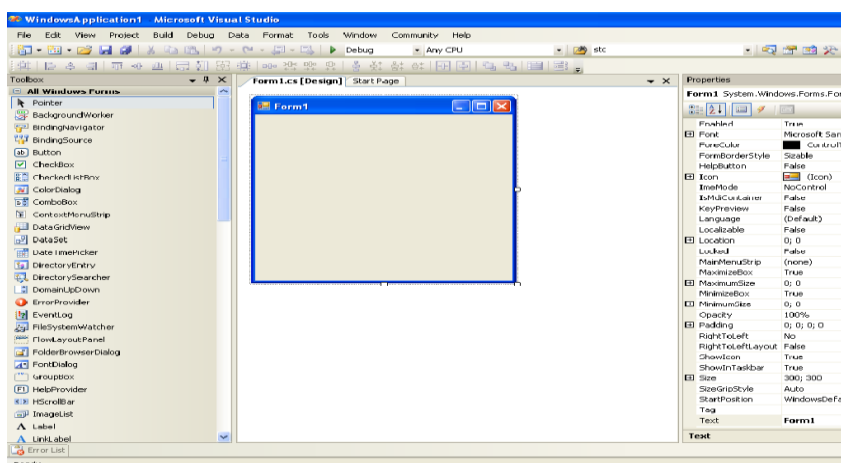 WindowsApplication1 - Microsoft Visual Studio
File Edit View Project Build Debug Data Format Tools Window Community Help
Debug Any CPU stc
Toolbox
Form1.cs [Design] Start Page
Properties
All Windows Forms
Pointer
BackgroundWorker
BindingNavigator
BindingSource
Button
CheckBox
CheckedListBox
ColorDialog
ComboBox
ContextMenuStrip
DataGridView
DataSet
DateTimePicker
DirectoryEntry
DirectorySearcher
DomainUpDown
ErrorProvider
EventLog
FileSystemWatcher
FlowLayoutPanel
FolderBrowserDialog
FontDialog
GroupBox
HelpProvider
HScrollBar
ImageList
Label
LinkLabel
Error List
Form1
Form1 System.Windows.Forms.For
Enabled True
Font Microsoft San
ForeColor ControlT
FormBorderStyle Sizable
HelpButton False
Icon (Icon)
ImeMode NoControl
IsMdiContainer False
KeyPreview False
Language (Default)
Localizable False
Location 0; 0
Locked False
MainMenuStrip (none)
MaximizeBox True
MaximumSize 0; 0
MinimizeBox True
MinimumSize 0; 0
Opacity 100%
Padding 0; 0; 0; 0
RightToLeft No
RightToLeftLayout False
ShowIcon True
ShowInTaskbar True
Size 300; 300
SizeGripStyle Auto
StartPosition WindowsDefa
Tag
Text Form1
Text